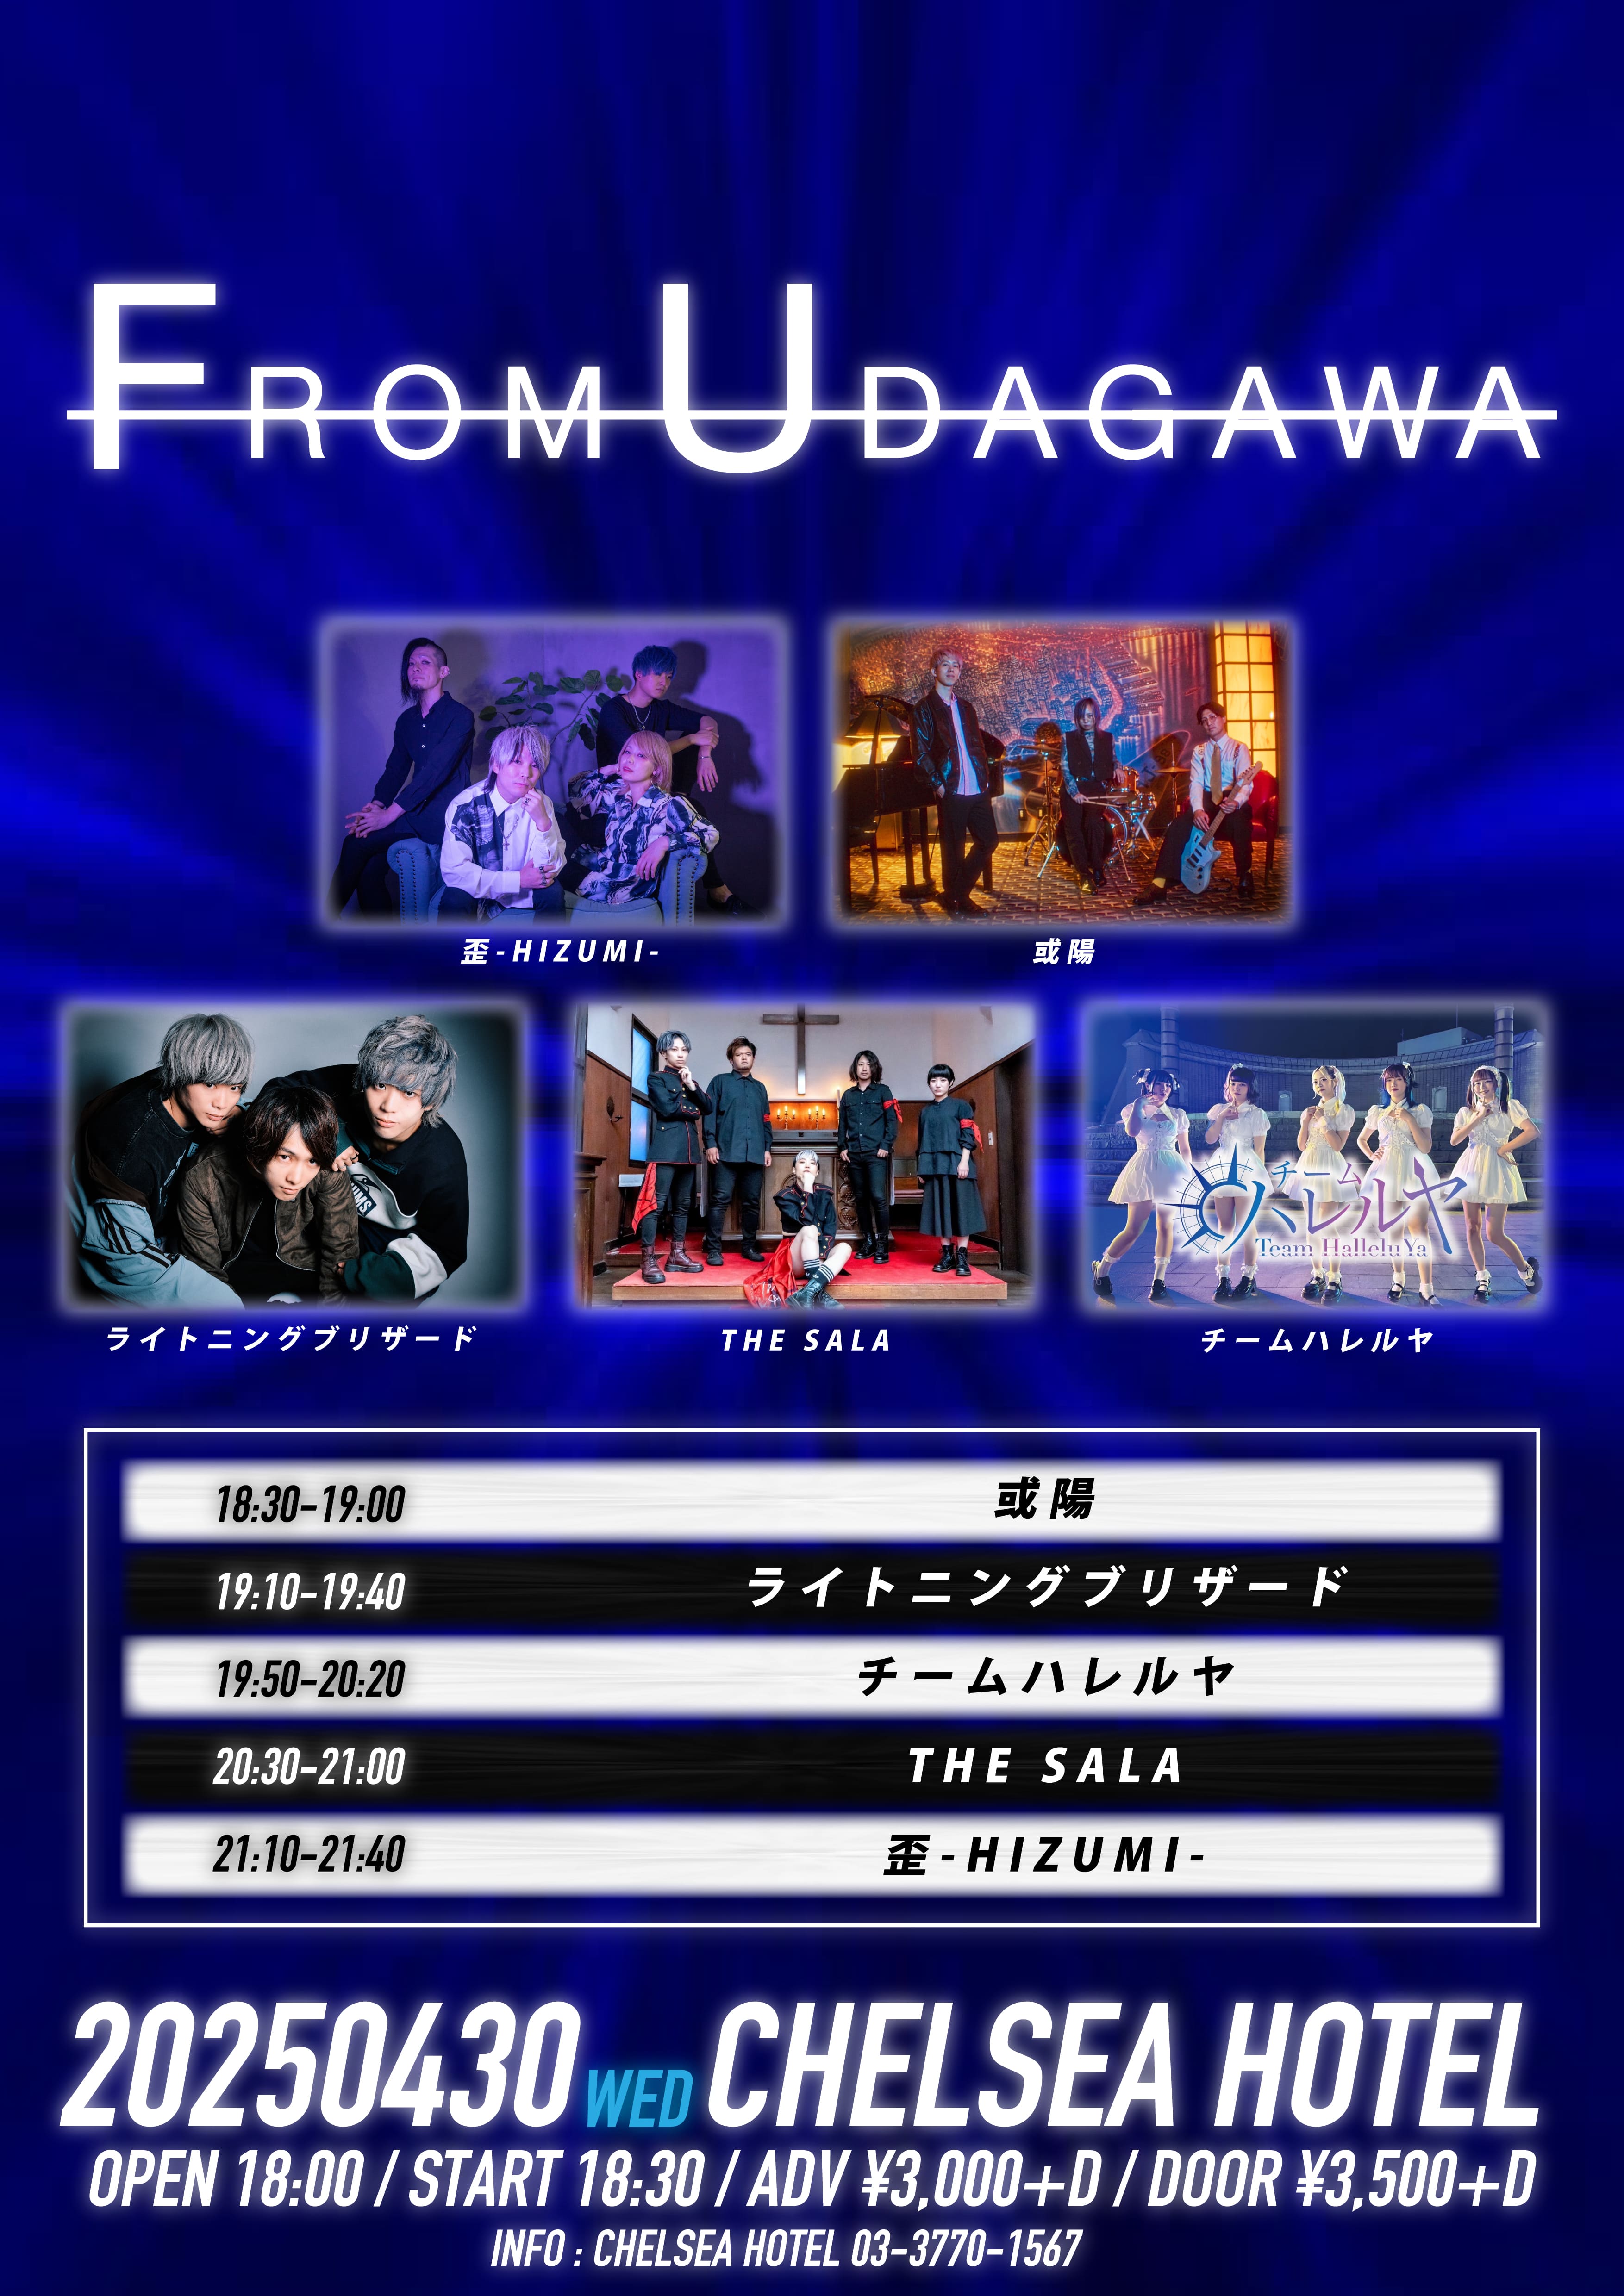 FROM UDAGAWA
歪-HIZUMI-
或陽
チーム
ハレルヤ
Team HalleluYa
ライトニングブリザード
THE SALA
チームハレルヤ
18:30-19:00 或陽
19:10-19:40 ライトニングブリザード
19:50-20:20 チームハレルヤ
20:30-21:00 THE SALA
21:10-21:40 歪-HIZUMI-
20250430 WED CHELSEA HOTEL
OPEN 18:00 / START 18:30 / ADV ¥3,000+D / DOOR ¥3,500+D
INFO : CHELSEA HOTEL 03-3770-1567